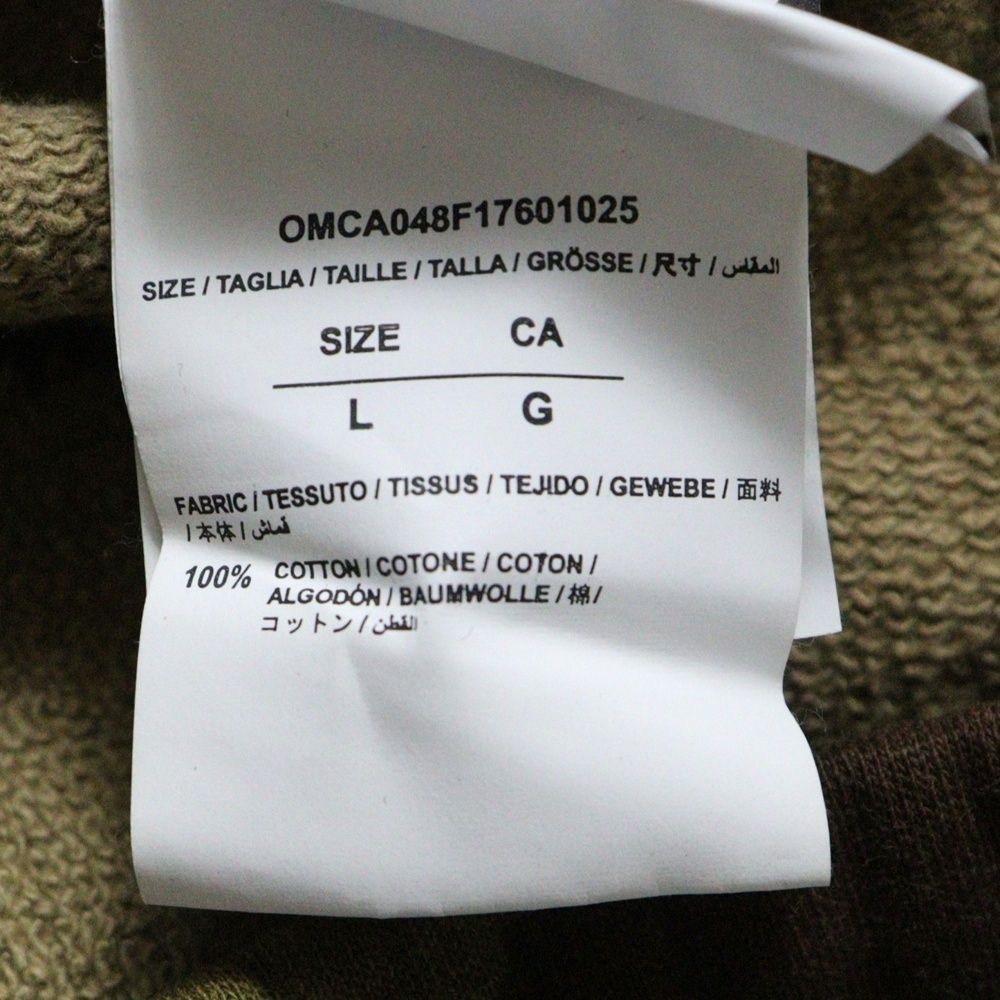 OMCA048F17601025
SIZE / TAGLIA / TAILLE / TALLA / GRÖSSE / 尺寸 / المقاس
SIZE CA
L G
FABRIC / TESSUTO / TISSUS / TEJIDO / GEWEBE / 面料
/ 本体 / قماش
100% COTTON / COTONE / COTON /
ALGODÓN / BAUMWOLLE / 棉 /
コットン / القطن